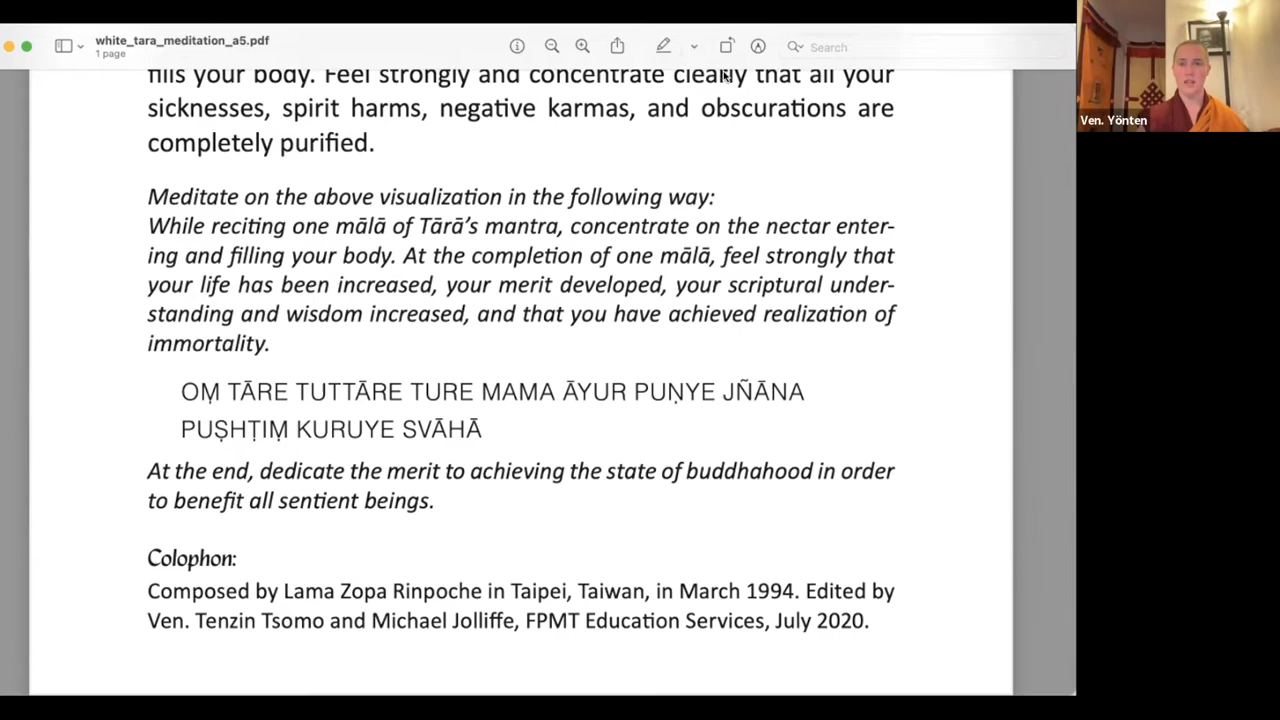 white_tara_meditation_a5.pdf
1 page
Search
Ven. Yönten
fills your body. Feel strongly and concentrate clearly that all your
sicknesses, spirit harms, negative karmas, and obscurations are
completely purified.
Meditate on the above visualization in the following way:
While reciting one mālā of Tārā’s mantra, concentrate on the nectar enter-
ing and filling your body. At the completion of one mālā, feel strongly that
your life has been increased, your merit developed, your scriptural under-
standing and wisdom increased, and that you have achieved realization of
immortality.
OṂ TĀRE TUTTĀRE TURE MAMA ĀYUR PUṆYE JÑĀNA
PUṢHṬIṂ KURUYE SVĀHĀ
At the end, dedicate the merit to achieving the state of buddhahood in order
to benefit all sentient beings.
Colophon:
Composed by Lama Zopa Rinpoche in Taipei, Taiwan, in March 1994. Edited by
Ven. Tenzin Tsomo and Michael Jolliffe, FPMT Education Services, July 2020.